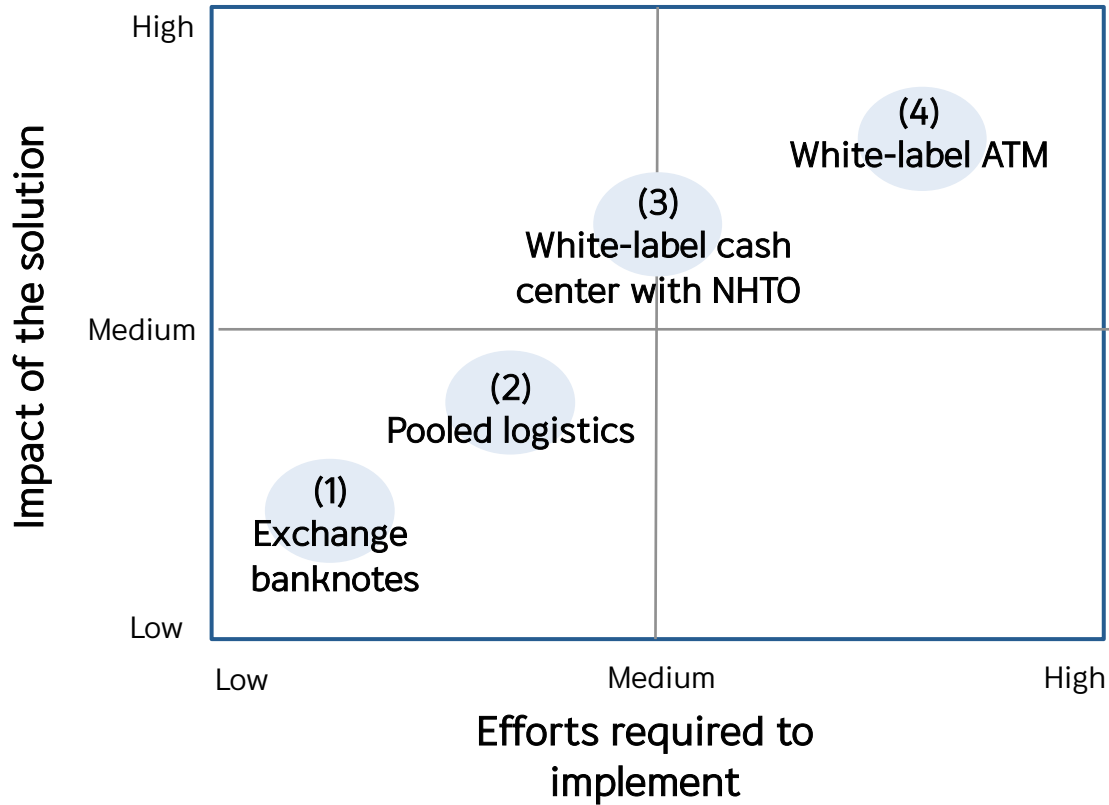 High
(4)
White-label ATM
(3)
White-label cash
center with NHTO
Impact of the solution
Medium
(2)
Pooled logistics
(1)
Exchange
banknotes
Low
Low
Medium
High
Efforts required to
implement